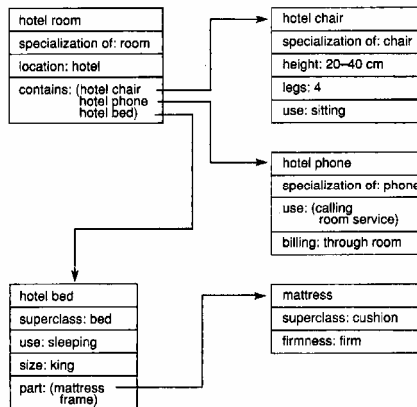 hotel room
specialization of: room
location: hotel
contains: (hotel chair
hotel phone
hotel bed)
hotel chair
specialization of: chair
height: 20–40 cm
legs: 4
use: sitting
hotel phone
specialization of: phone
use: (calling
room service)
billing: through room
hotel bed
superclass: bed
use: sleeping
size: king
part: (mattress
frame)
mattress
superclass: cushion
firmness: firm